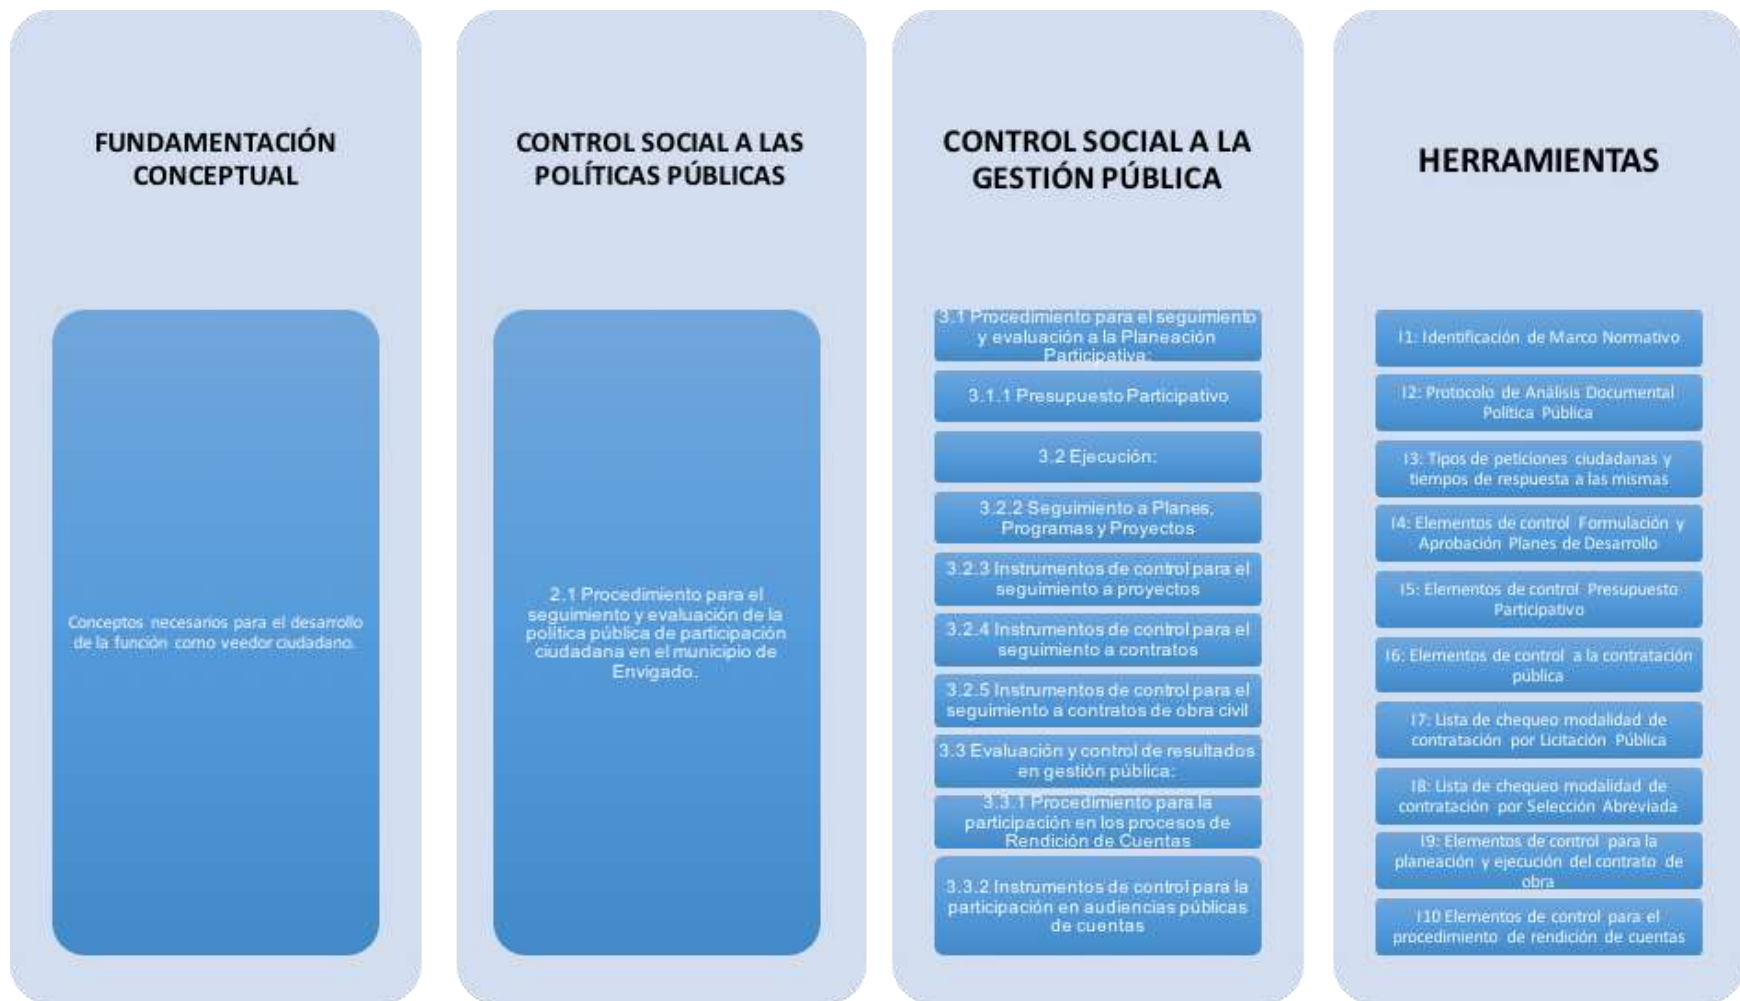 FUNDAMENTACIÓN
CONCEPTUAL
Conceptos necesarios para el desarrollo
de la función como veedor ciudadano.
CONTROL SOCIAL A LAS
POLÍTICAS PÚBLICAS
2.1 Procedimiento para el
seguimiento y evaluación de la
política pública de participación
ciudadana en el municipio de
Envigado.
CONTROL SOCIAL A LA
GESTIÓN PÚBLICA
3.1 Procedimiento para el seguimiento
y evaluación a la Planeación
Participativa:
3.1.1 Presupuesto Participativo
3.2 Ejecución:
3.2.2 Seguimiento a Planes,
Programas y Proyectos
3.2.3 Instrumentos de control para el
seguimiento a proyectos
3.2.4 Instrumentos de control para el
seguimiento a contratos
3.2.5 Instrumentos de control para el
seguimiento a contratos de obra civil
3.3 Evaluación y control de resultados
en gestión pública:
3.3.1 Procedimiento para la
participación en los procesos de
Rendición de Cuentas
3.3.2 Instrumentos de control para la
participación en audiencias públicas
de cuentas
HERRAMIENTAS
I1: Identificación de Marco Normativo
I2: Protocolo de Análisis Documental
Política Pública
I3: Tipos de peticiones ciudadanas y
tiempos de respuesta a las mismas
I4: Elementos de control Formulación y
Aprobación Planes de Desarrollo
I5: Elementos de control Presupuesto
Participativo
I6: Elementos de control a la contratación
pública
I7: Lista de chequeo modalidad de
contratación por Licitación Pública
I8: Lista de chequeo modalidad de
contratación por Selección Abreviada
I9: Elementos de control para la
planeación y ejecución del contrato de
obra
I10 Elementos de control para el
procedimiento de rendición de cuentas